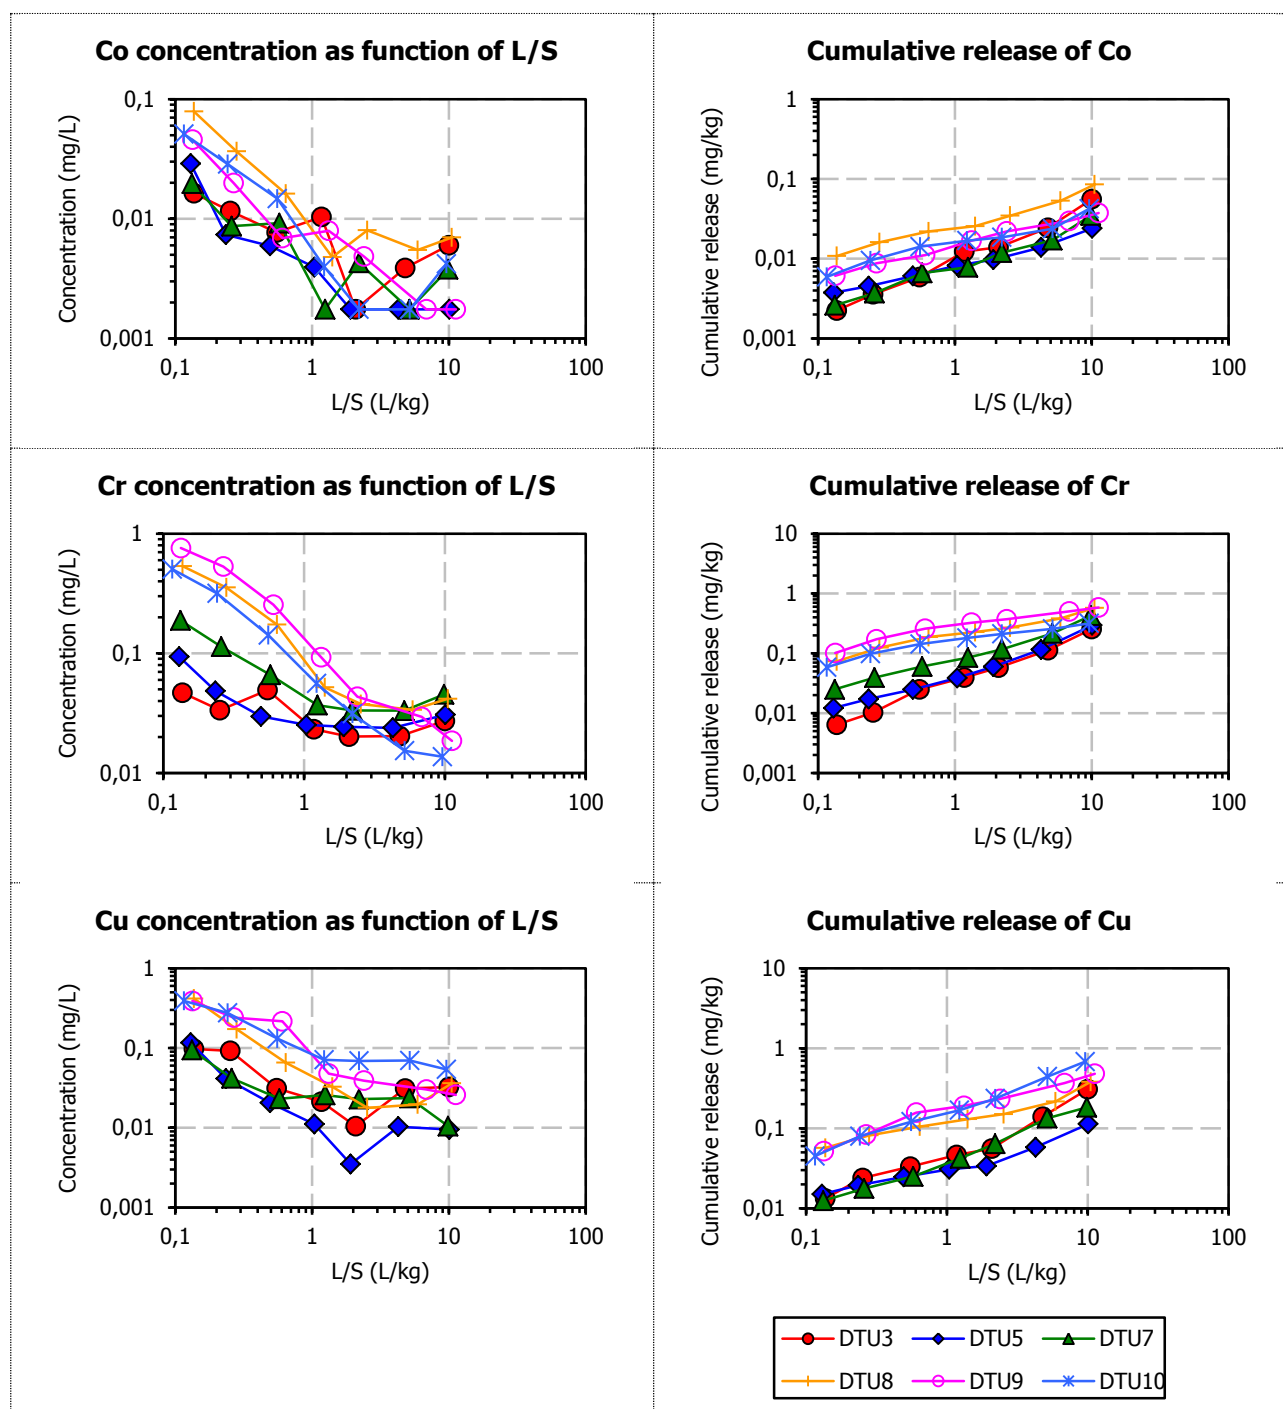 Co concentration as function of L/S
0,1
0,01
0,001
Concentration (mg/L)
0,1 1 10 100
L/S (L/kg)
Cumulative release of Co
1
0,1
0,01
0,001
Cumulative release (mg/kg)
0,1 1 10 100
L/S (L/kg)
Cr concentration as function of L/S
1
0,1
0,01
Concentration (mg/L)
0,1 1 10 100
L/S (L/kg)
Cumulative release of Cr
10
1
0,1
0,01
0,001
Cumulative release (mg/kg)
0,1 1 10 100
L/S (L/kg)
Cu concentration as function of L/S
1
0,1
0,01
0,001
Concentration (mg/L)
0,1 1 10 100
L/S (L/kg)
Cumulative release of Cu
10
1
0,1
0,01
Cumulative release (mg/kg)
0,1 1 10 100
L/S (L/kg)
DTU3 DTU5 DTU7
DTU8 DTU9 DTU10